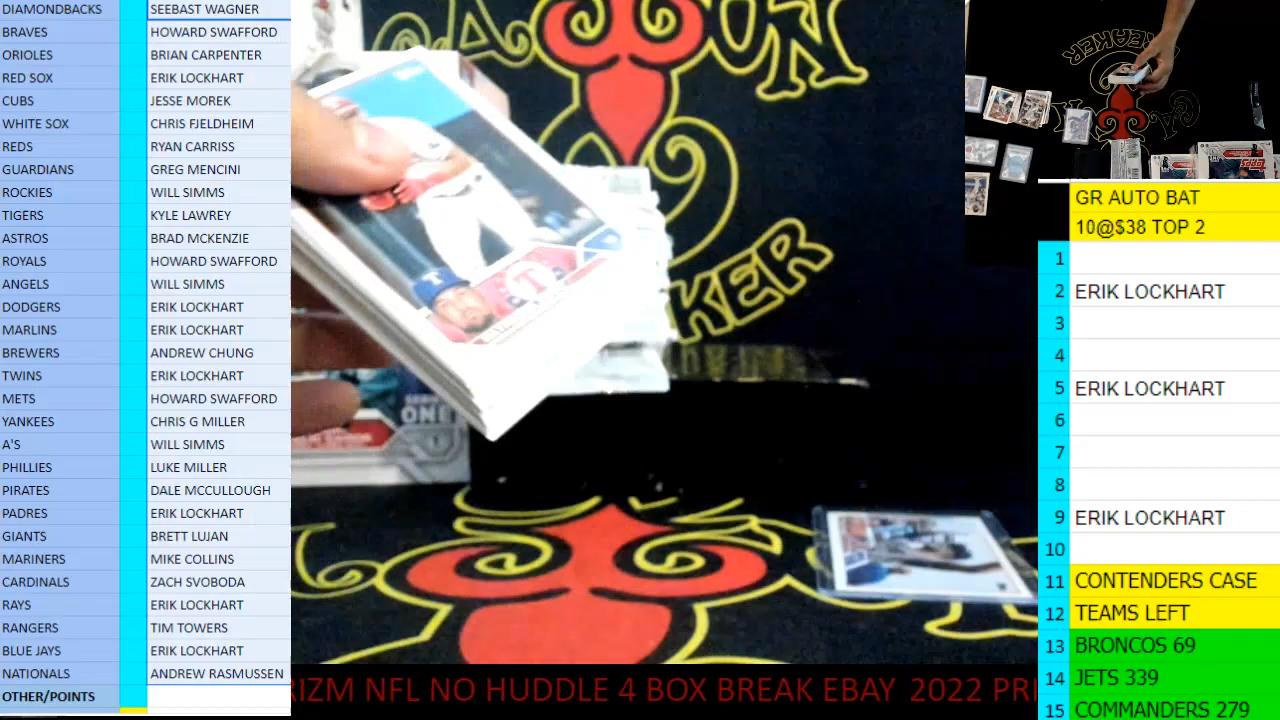 DIAMONDBACKS SEEBAST WAGNER
BRAVES HOWARD SWAFFORD
ORIOLES BRIAN CARPENTER
RED SOX ERIK LOCKHART
CUBS JESSE MOREK
WHITE SOX CHRIS FJELDHEIM
REDS RYAN CARRISS
GUARDIANS GREG MENCINI
ROCKIES WILL SIMMS
TIGERS KYLE LAWREY
ASTROS BRAD MCKENZIE
ROYALS HOWARD SWAFFORD
ANGELS WILL SIMMS
DODGERS ERIK LOCKHART
MARLINS ERIK LOCKHART
BREWERS ANDREW CHUNG
TWINS ERIK LOCKHART
METS HOWARD SWAFFORD
YANKEES CHRIS G MILLER
A'S WILL SIMMS
PHILLIES LUKE MILLER
PIRATES DALE MCCULLOUGH
PADRES ERIK LOCKHART
GIANTS BRETT LUJAN
MARINERS MIKE COLLINS
CARDINALS ZACH SVOBODA
RAYS ERIK LOCKHART
RANGERS TIM TOWERS
BLUE JAYS ERIK LOCKHART
NATIONALS ANDREW RASMUSSEN
OTHER/POINTS
KER
ONE
T
RIZM NFL NO HUDDLE 4 BOX BREAK EBAY 2022 PRI
GR AUTO BAT
10@$38 TOP 2
1
2 ERIK LOCKHART
3
4
5 ERIK LOCKHART
6
7
8
9 ERIK LOCKHART
10
11 CONTENDERS CASE
12 TEAMS LEFT
13 BRONCOS 69
14 JETS 339
15 COMMANDERS 279